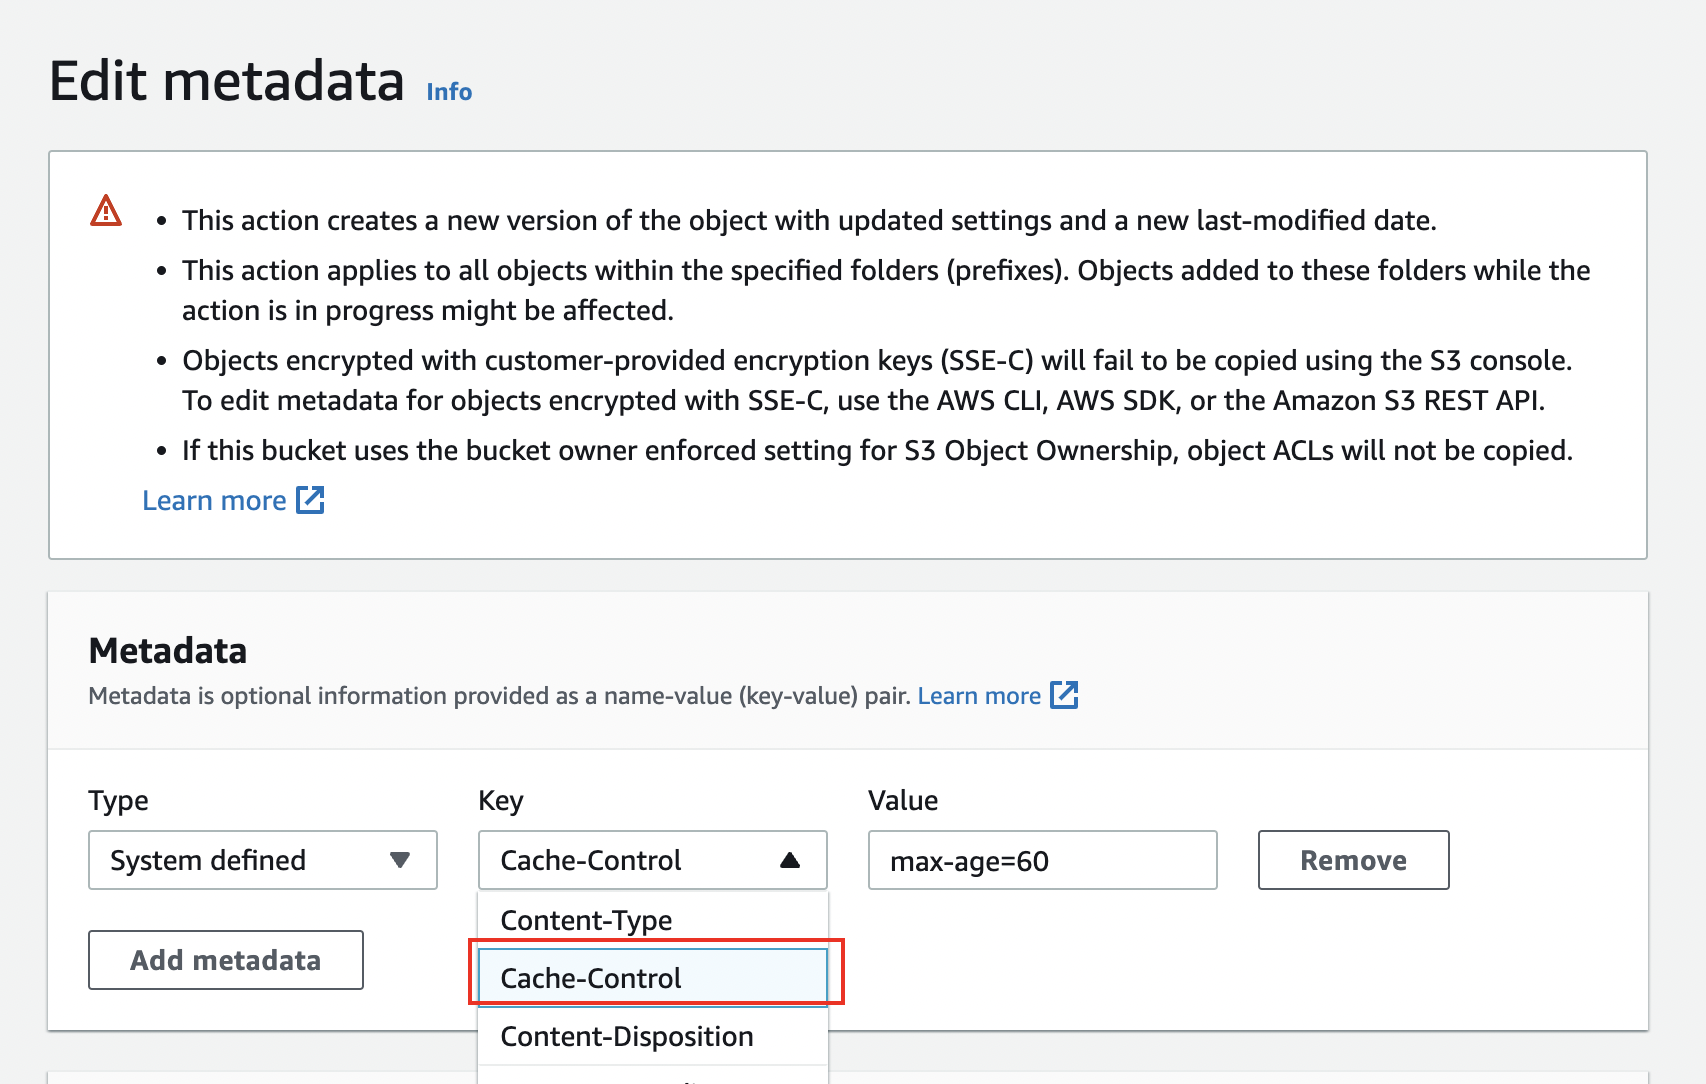 Edit metadata Info
• This action creates a new version of the object with updated settings and a new last-modified date.
• This action applies to all objects within the specified folders (prefixes). Objects added to these folders while the
action is in progress might be affected.
• Objects encrypted with customer-provided encryption keys (SSE-C) will fail to be copied using the S3 console.
To edit metadata for objects encrypted with SSE-C, use the AWS CLI, AWS SDK, or the Amazon S3 REST API.
• If this bucket uses the bucket owner enforced setting for S3 Object Ownership, object ACLs will not be copied.
Learn more
Metadata
Metadata is optional information provided as a name-value (key-value) pair. Learn more
Type Key Value
System defined Cache-Control max-age=60 Remove
Content-Type
Add metadata
Cache-Control
Content-Disposition